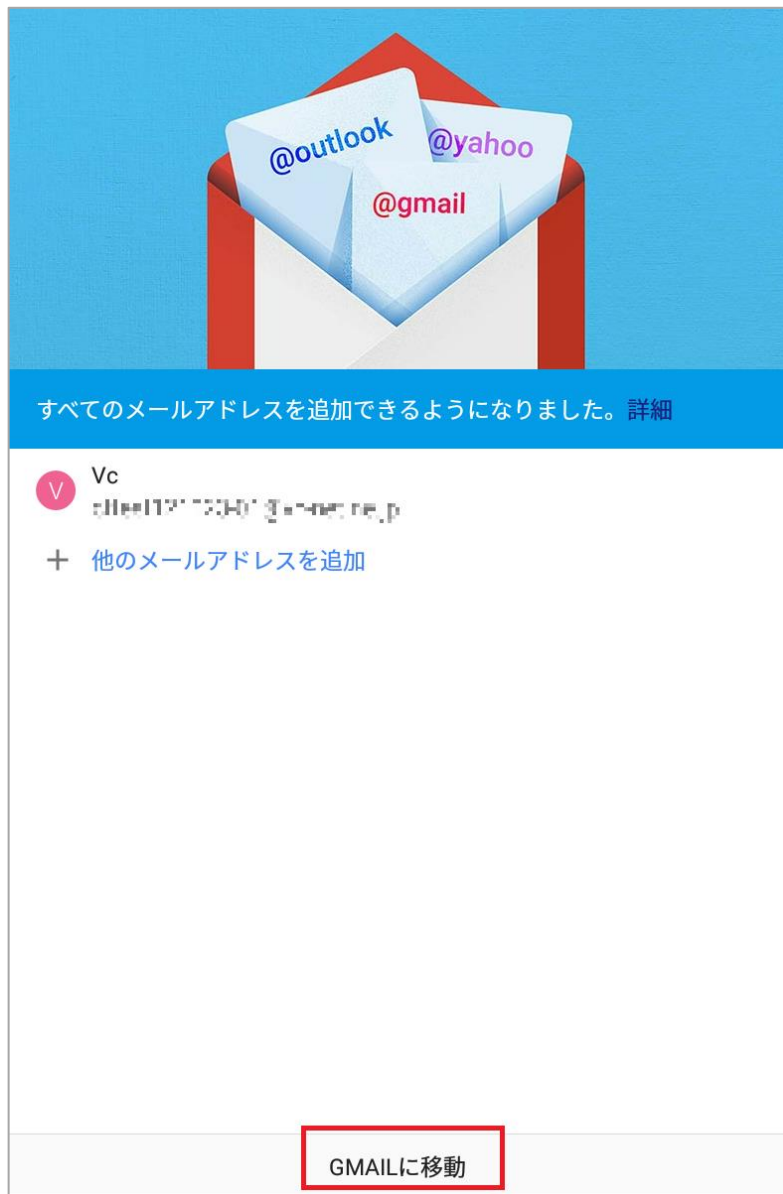 @outlook
@yahoo
@gmail
すべてのメールアドレスを追加できるようになりました。詳細
V
Vc
他のメールアドレスを追加
GMAILに移動